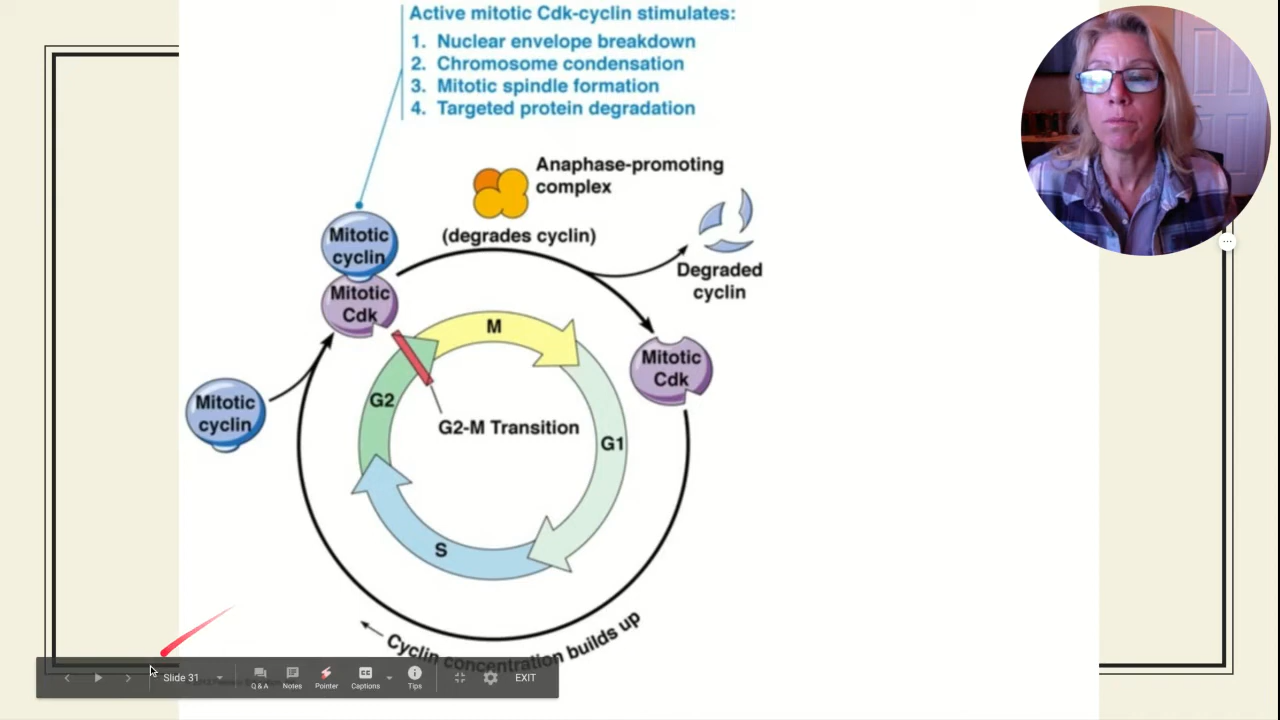 Active mitotic Cdk-cyclin stimulates:
1. Nuclear envelope breakdown
2. Chromosome condensation
3. Mitotic spindle formation
4. Targeted protein degradation
Anaphase-promoting
complex
(degrades cyclin)
Degraded
cyclin
Mitotic
cyclin
Mitotic
Cdk
M
Mitotic
Cdk
Mitotic
cyclin
G2
G2-M Transition
G1
S
Cyclin concentration builds up
Slide 31
Q & A
Notes
Pointer
CC
Captions
Tips
EXIT